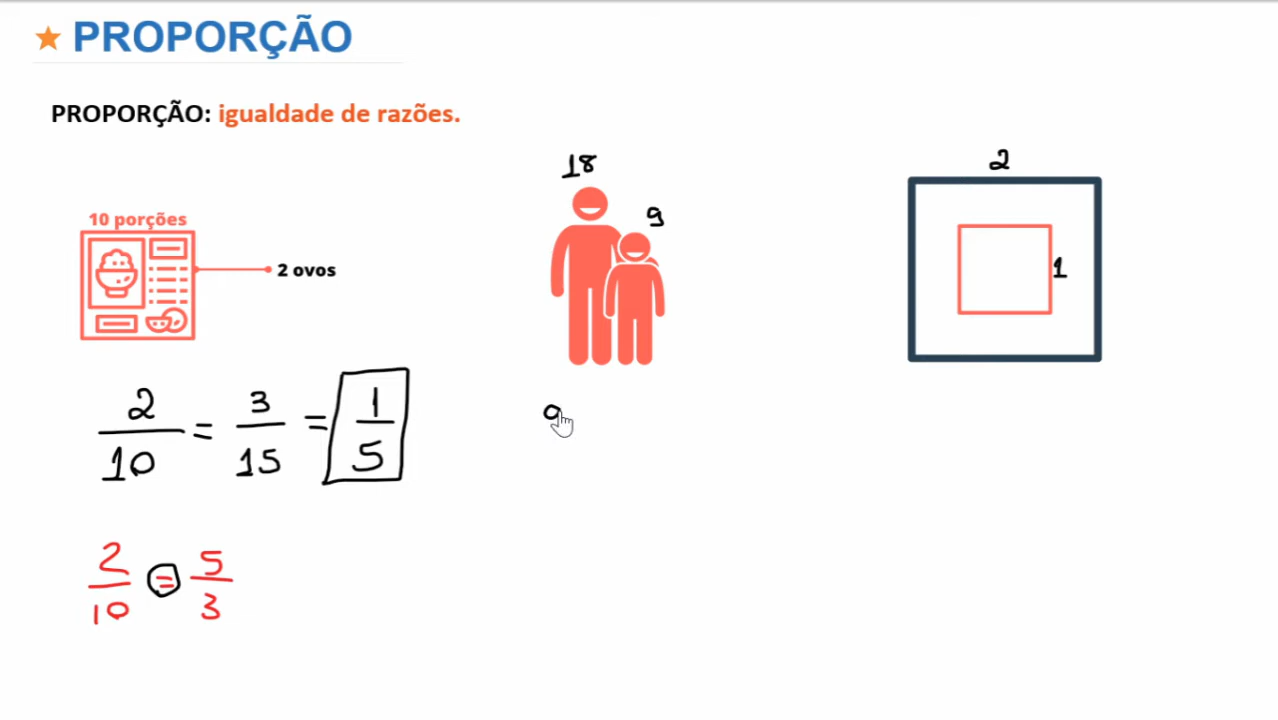 PROPORÇÃO
PROPORÇÃO: igualdade de razões.
18
9
2
10 porções
2 ovos
1
2/10 = 3/15 = 1/5
9
2/10 = 5/3